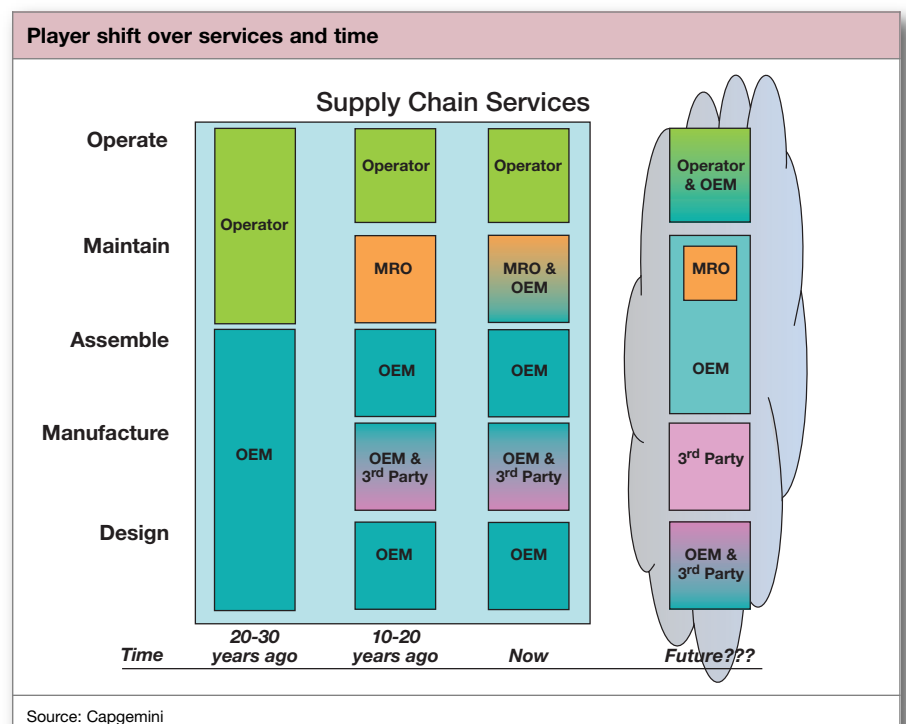 Player shift over services and time
Supply Chain Services
Operate
Maintain
Assemble
Manufacture
Design
Operator
OEM
Operator
MRO
OEM
OEM &
3rd Party
OEM
Operator
MRO &
OEM
OEM
OEM &
3rd Party
OEM
Operator
& OEM
MRO
OEM
3rd Party
OEM &
3rd Party
Time
20-30
years ago
10-20
years ago
Now
Future???
Source: Capgemini